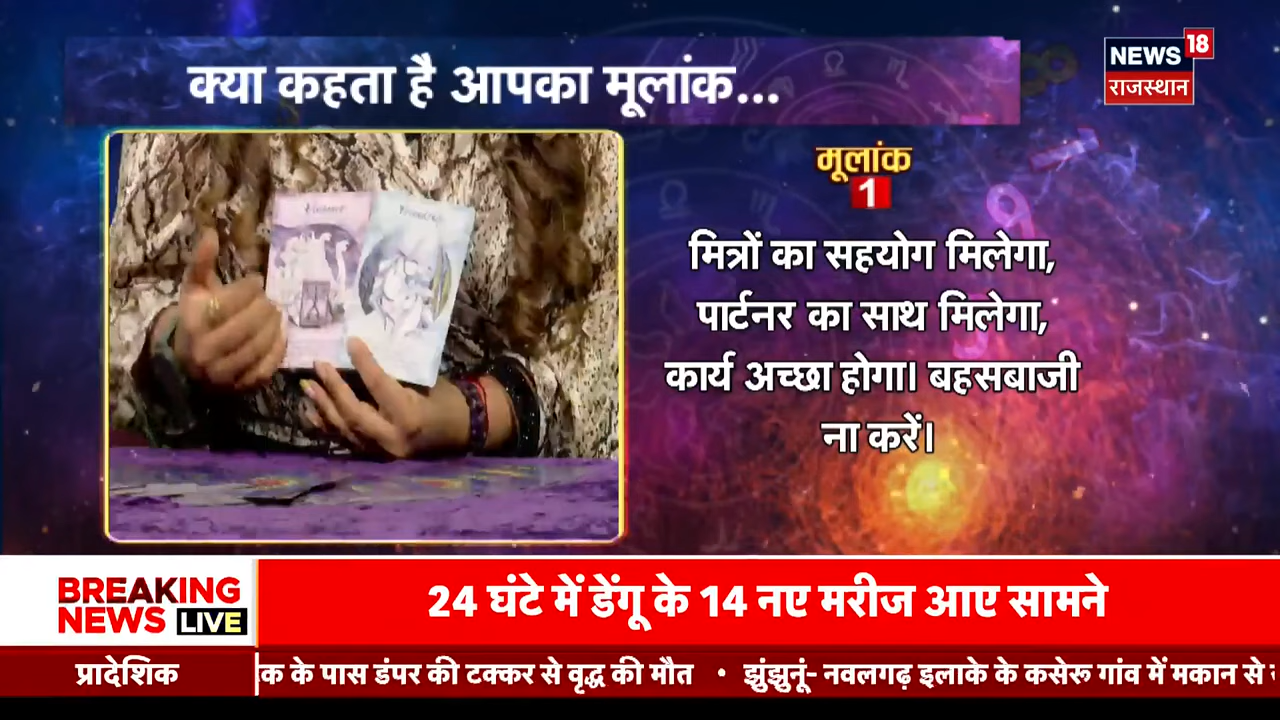 क्या कहता है आपका मूलांक...
NEWS 18
राजस्थान
मूलांक
1
मित्रों का सहयोग मिलेगा,
पार्टनर का साथ मिलेगा,
कार्य अच्छा होगा। बहसबाजी
ना करें।
9
BREAKING
NEWS LIVE
24 घंटे में डेंगू के 14 नए मरीज आए सामने
प्रादेशिक
के पास डंपर की टक्कर से वृद्ध की मौत • झुंझुनूं- नवलगढ़ इलाके के कसेरू गांव में मकान से